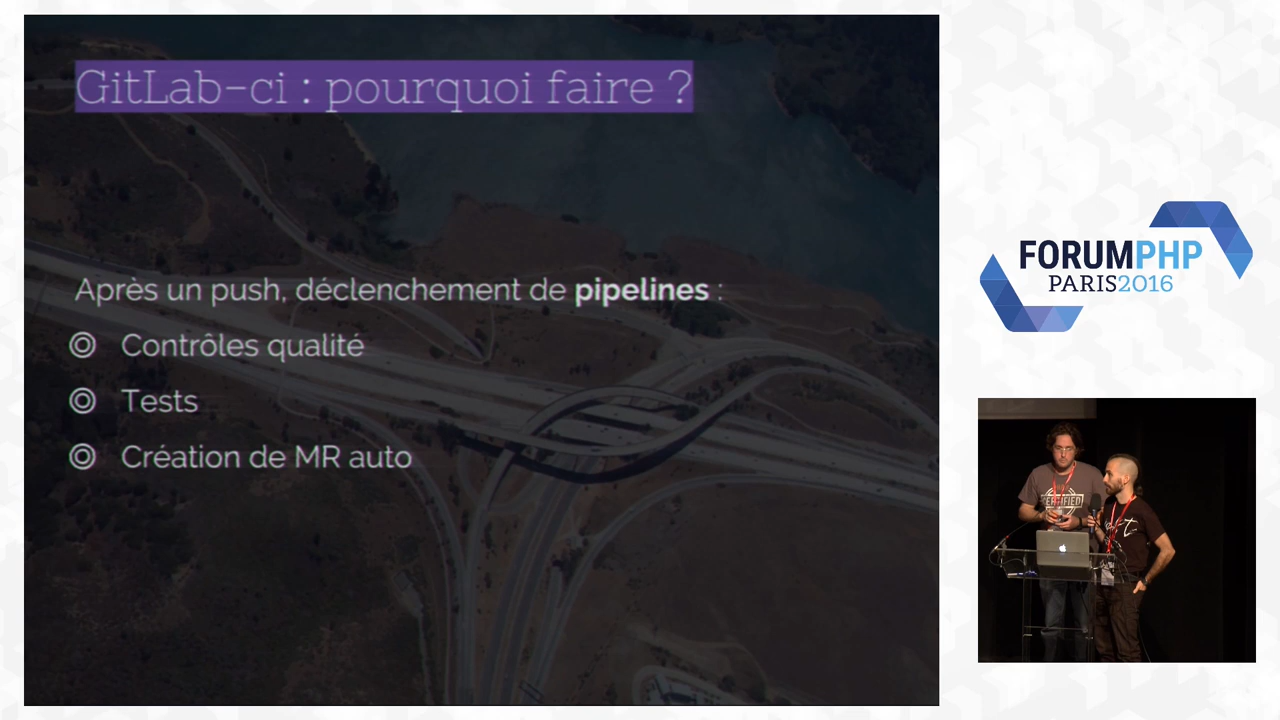 GitLab-ci : pourquoi faire ?
Après un push, déclenchement de pipelines :
Contrôles qualité
Tests
Création de MR auto
FORUMPHP
PARIS2016
CERTIFIED